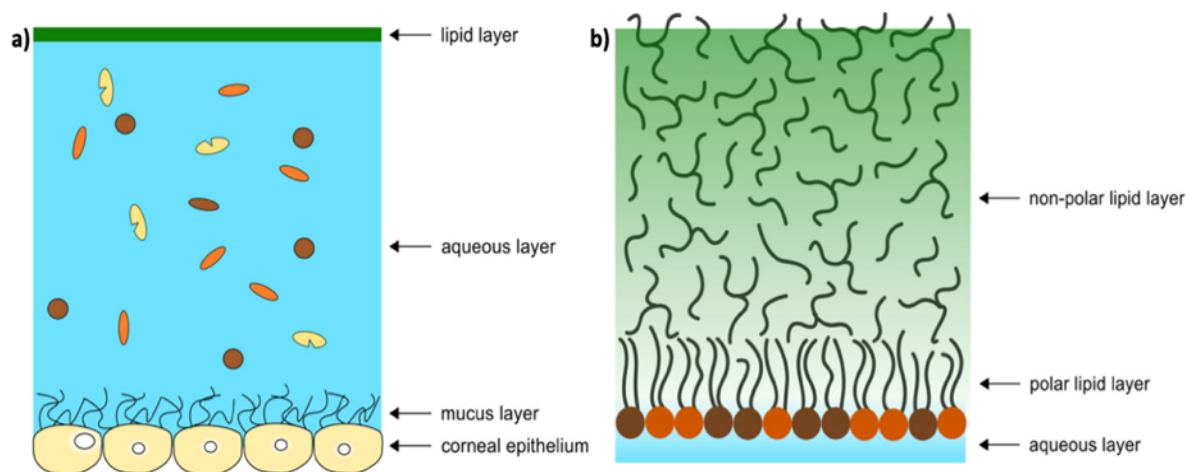 a)
lipid layer
aqueous layer
mucus layer
corneal epithelium
b)
non-polar lipid layer
polar lipid layer
aqueous layer